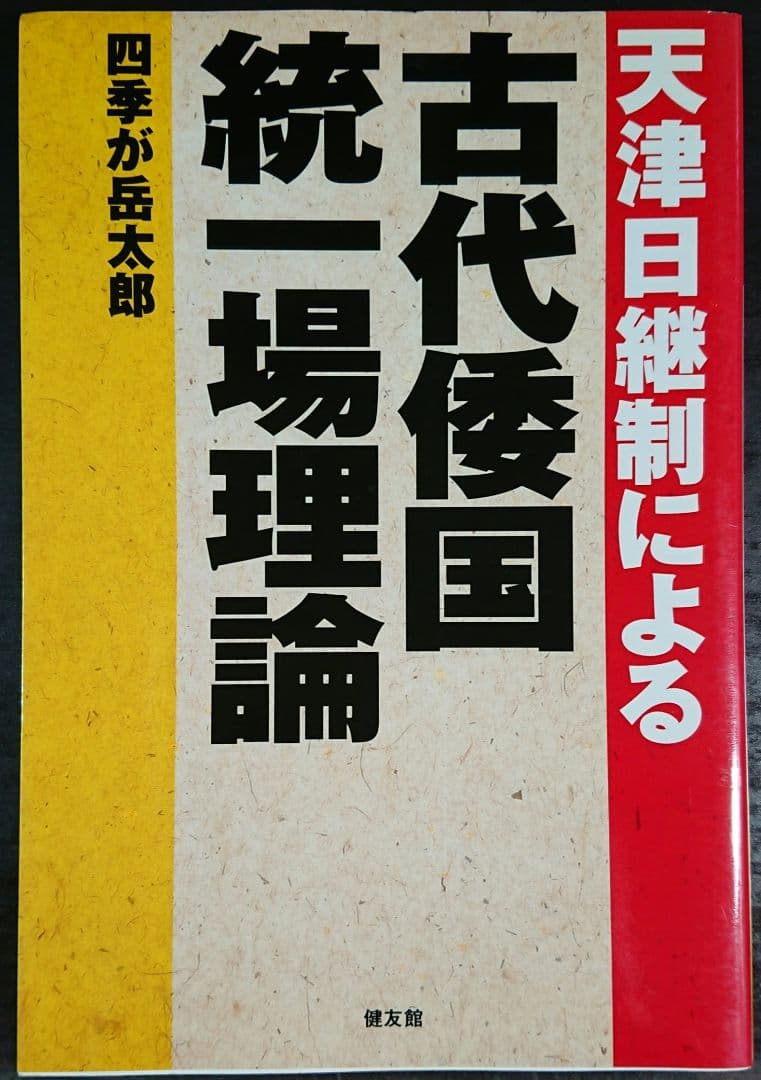 天津日継制による
古代倭国
統一場理論
四季が岳太郎
健友館